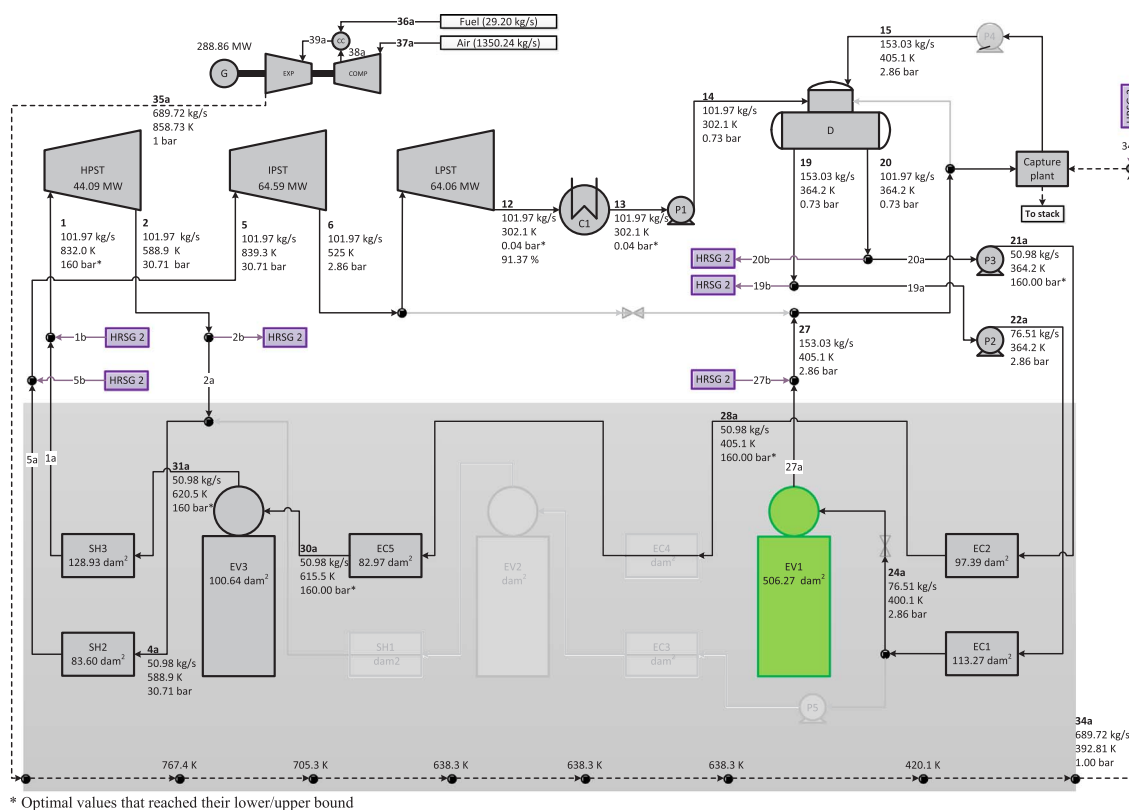 36a
Fuel (29.20 kg/s)
37a
Air (1350.24 kg/s)
39a
CC
38a
288.86 MW
G
EXP
COMP
35a
689.72 kg/s
858.73 K
1 bar
15
153.03 kg/s
405.1 K
2.86 bar
P4
HRSG 2
14
101.97 kg/s
302.1 K
0.73 bar
D
HPST
44.09 MW
IPST
64.59 MW
LPST
64.06 MW
Capture
plant
To stack
34
1
101.97 kg/s
832.0 K
160 bar*
2
101.97 kg/s
588.9 K
30.71 bar
5
101.97 kg/s
839.3 K
30.71 bar
6
101.97 kg/s
525 K
2.86 bar
12
101.97 kg/s
302.1 K
0.04 bar*
91.37 %
C1
13
101.97 kg/s
302.1 K
0.04 bar*
P1
19
153.03 kg/s
364.2 K
0.73 bar
20
101.97 kg/s
364.2 K
0.73 bar
HRSG 2
20b
20a
P3
21a
50.98 kg/s
364.2 K
160.00 bar*
HRSG 2
19b
19a
P2
22a
76.51 kg/s
364.2 K
2.86 bar
1b
HRSG 2
2b
HRSG 2
5b
HRSG 2
2a
27
153.03 kg/s
405.1 K
2.86 bar
HRSG 2
27b
5a
1a
31a
50.98 kg/s
620.5 K
160 bar*
28a
50.98 kg/s
405.1 K
160.00 bar*
27a
SH3
128.93 dam²
EV3
100.64 dam²
30a
50.98 kg/s
615.5 K
160.00 bar*
EC5
82.97 dam²
EV2
dam²
EC4
dam²
EV1
506.27 dam²
24a
76.51 kg/s
400.1 K
2.86 bar
EC2
97.39 dam²
SH2
83.60 dam²
4a
50.98 kg/s
588.9 K
30.71 bar
SH1
dam2
EC3
dam²
P5
EC1
113.27 dam²
34a
689.72 kg/s
392.81 K
1.00 bar
767.4 K
705.3 K
638.3 K
638.3 K
638.3 K
420.1 K
* Optimal values that reached their lower/upper bound